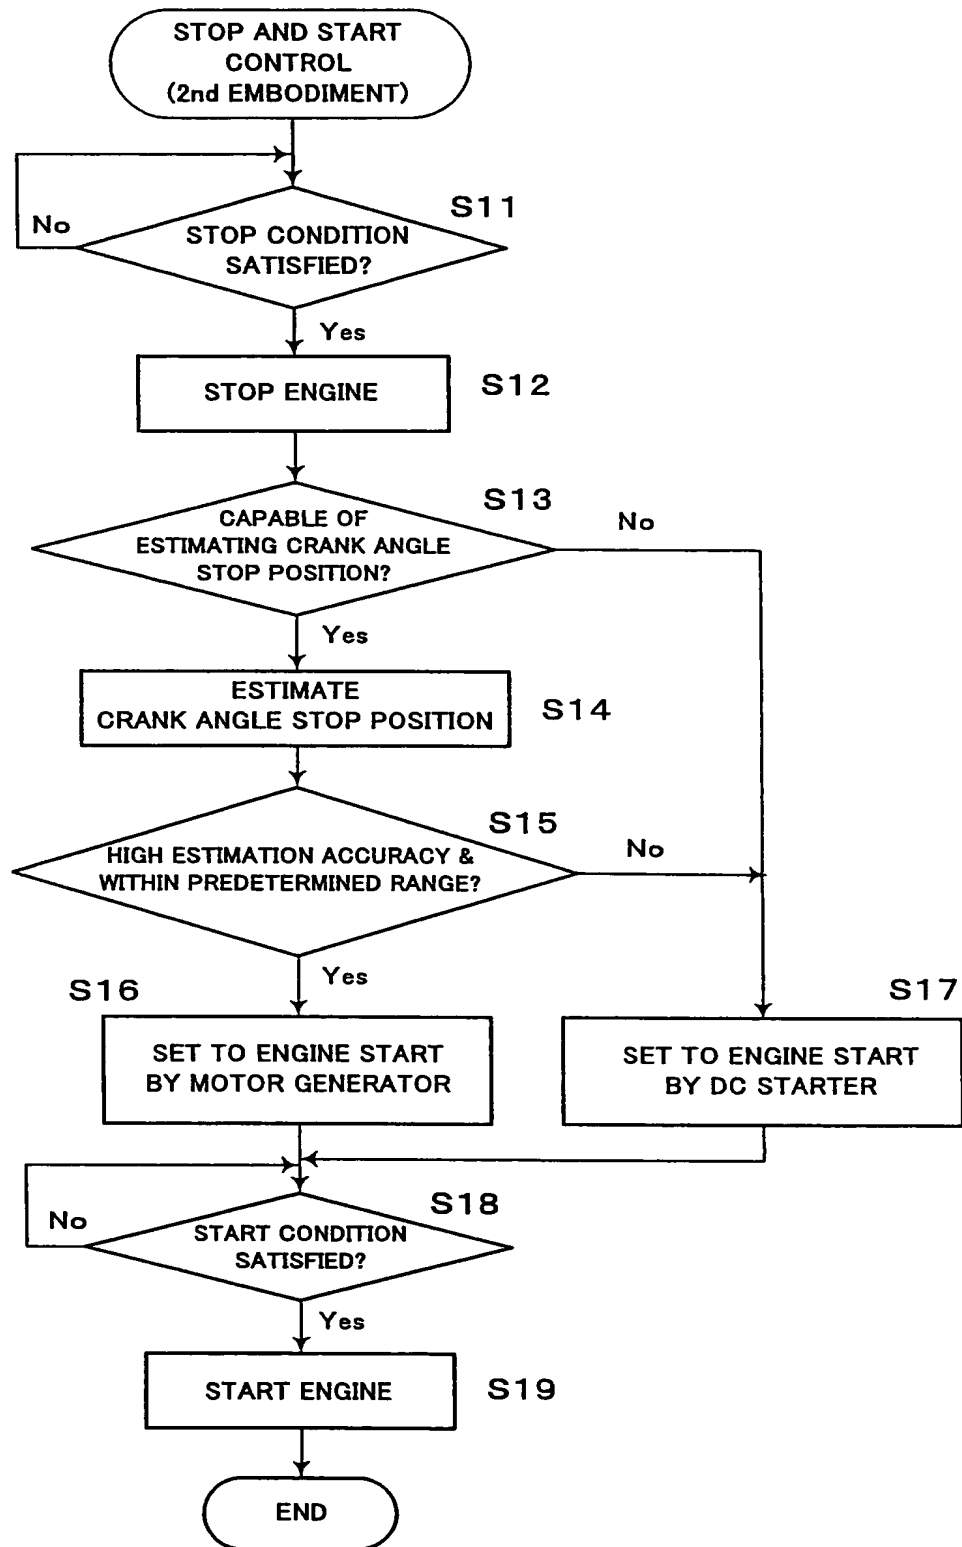 STOP AND START
CONTROL
(2nd EMBODIMENT)
S11
No
STOP CONDITION
SATISFIED?
Yes
STOP ENGINE
S12
S13
CAPABLE OF
ESTIMATING CRANK ANGLE
STOP POSITION?
No
Yes
ESTIMATE
CRANK ANGLE STOP POSITION
S14
S15
HIGH ESTIMATION ACCURACY &
WITHIN PREDETERMINED RANGE?
No
Yes
S16
SET TO ENGINE START
BY MOTOR GENERATOR
S17
SET TO ENGINE START
BY DC STARTER
S18
No
START CONDITION
SATISFIED?
Yes
START ENGINE
S19
END